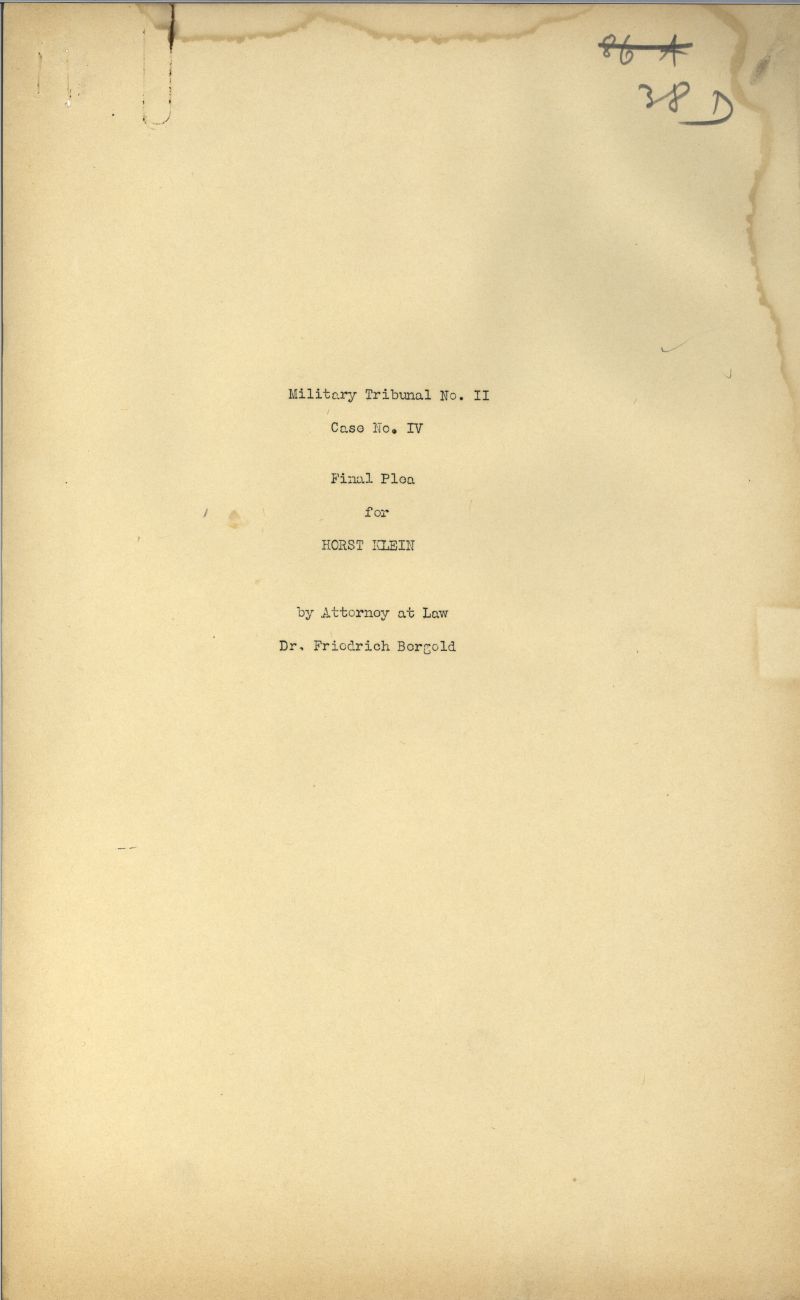 86 A
38 D
Military Tribunal No. II
Case No. IV
Final Plea
for
HORST KLEIN
by Attorney at Law
Dr. Friedrich Bergold